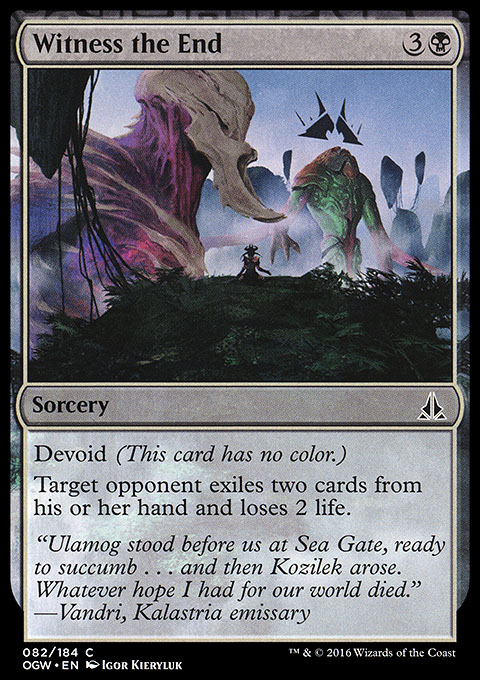 Witness the End 3
Sorcery
Devoid (This card has no color.)
Target opponent exiles two cards from
his or her hand and loses 2 life.
“Ulamog stood before us at Sea Gate, ready
to succumb . . . and then Kozilek arose.
Whatever hope I had for our world died.”
—Vandri, Kalastria emissary
082/184 C
OGW • EN Igor Kieryluk
™ & © 2016 Wizards of the Coast